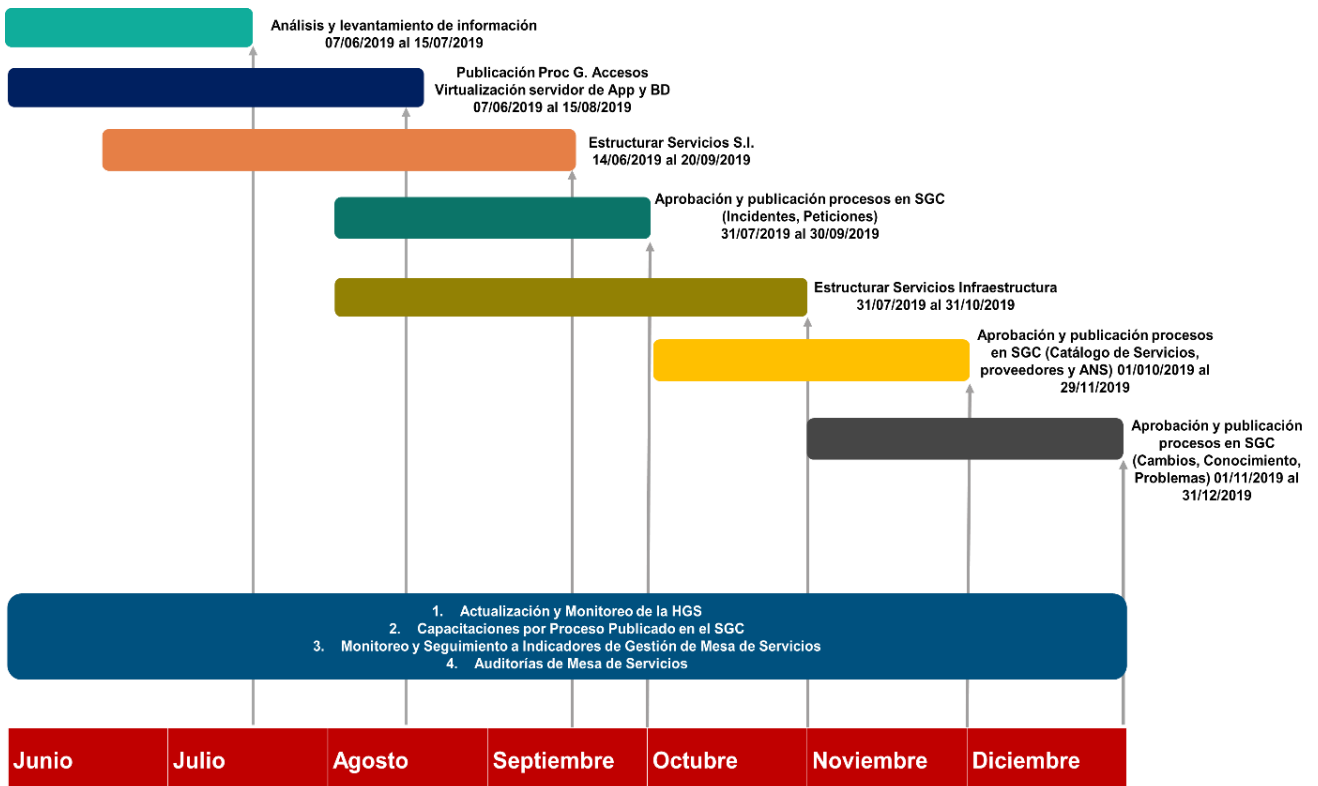 Análisis y levantamiento de información
07/06/2019 al 15/07/2019
Publicación Proc G. Accesos
Virtualización servidor de App y BD
07/06/2019 al 15/08/2019
Estructurar Servicios S.I.
14/06/2019 al 20/09/2019
Aprobación y publicación procesos en SGC
(Incidentes, Peticiones)
31/07/2019 al 30/09/2019
Estructurar Servicios Infraestructura
31/07/2019 al 31/10/2019
Aprobación y publicación procesos
en SGC (Catálogo de Servicios,
proveedores y ANS) 01/010/2019 al
29/11/2019
Aprobación y publicación
procesos en SGC
(Cambios, Conocimiento,
Problemas) 01/11/2019 al
31/12/2019
1. Actualización y Monitoreo de la HGS
2. Capacitaciones por Proceso Publicado en el SGC
3. Monitoreo y Seguimiento a Indicadores de Gestión de Mesa de Servicios
4. Auditorías de Mesa de Servicios
Junio Julio Agosto Septiembre Octubre Noviembre Diciembre